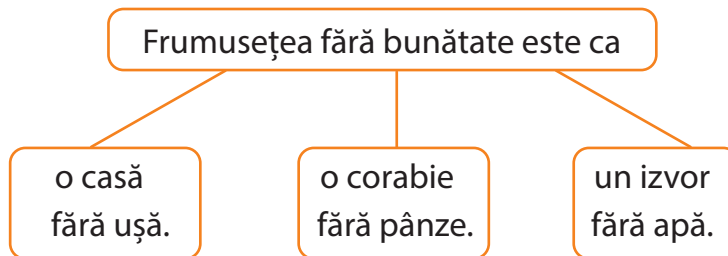 Frumusețea fără bunătate este ca
o casă
fără ușă.
o corabie
fără pânze.
un izvor
fără apă.